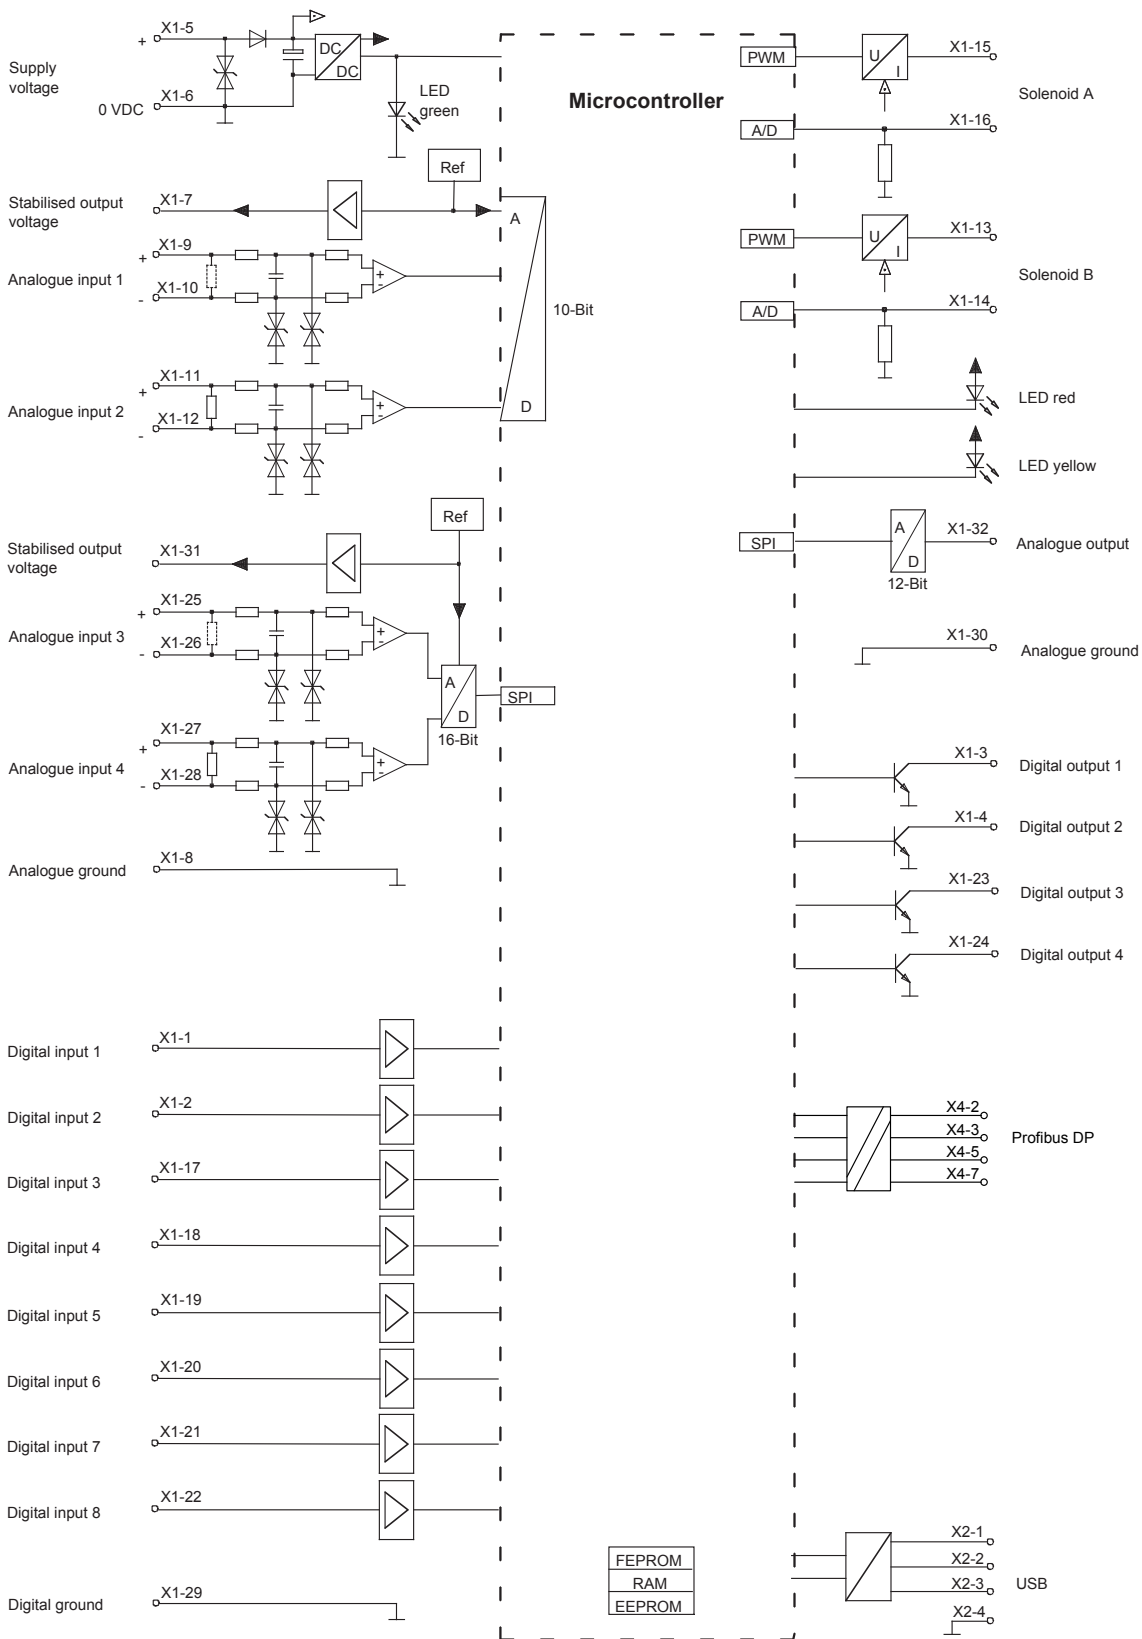 X1-5
+
Supply
voltage
X1-6
0 VDC
DC
DC
LED
green
Ref
Stabilised output
voltage
X1-7
X1-9
+
Analogue input 1
X1-10
-
+
-
A
10-Bit
D
X1-11
+
Analogue input 2
X1-12
-
+
-
Ref
Stabilised output
voltage
X1-31
X1-25
+
Analogue input 3
X1-26
-
+
-
A
D
16-Bit
SPI
X1-27
+
Analogue input 4
X1-28
-
+
-
Analogue ground
X1-8
Digital input 1
X1-1
Digital input 2
X1-2
Digital input 3
X1-17
Digital input 4
X1-18
Digital input 5
X1-19
Digital input 6
X1-20
Digital input 7
X1-21
Digital input 8
X1-22
Digital ground
X1-29
Microcontroller
FEPROM
RAM
EEPROM
PWM
U
I
X1-15
Solenoid A
A/D
X1-16
PWM
U
I
X1-13
Solenoid B
A/D
X1-14
LED red
LED yellow
SPI
A
D
12-Bit
X1-32
Analogue output
X1-30
Analogue ground
X1-3
Digital output 1
X1-4
Digital output 2
X1-23
Digital output 3
X1-24
Digital output 4
X4-2
X4-3
Profibus DP
X4-5
X4-7
X2-1
X2-2
X2-3
USB
X2-4